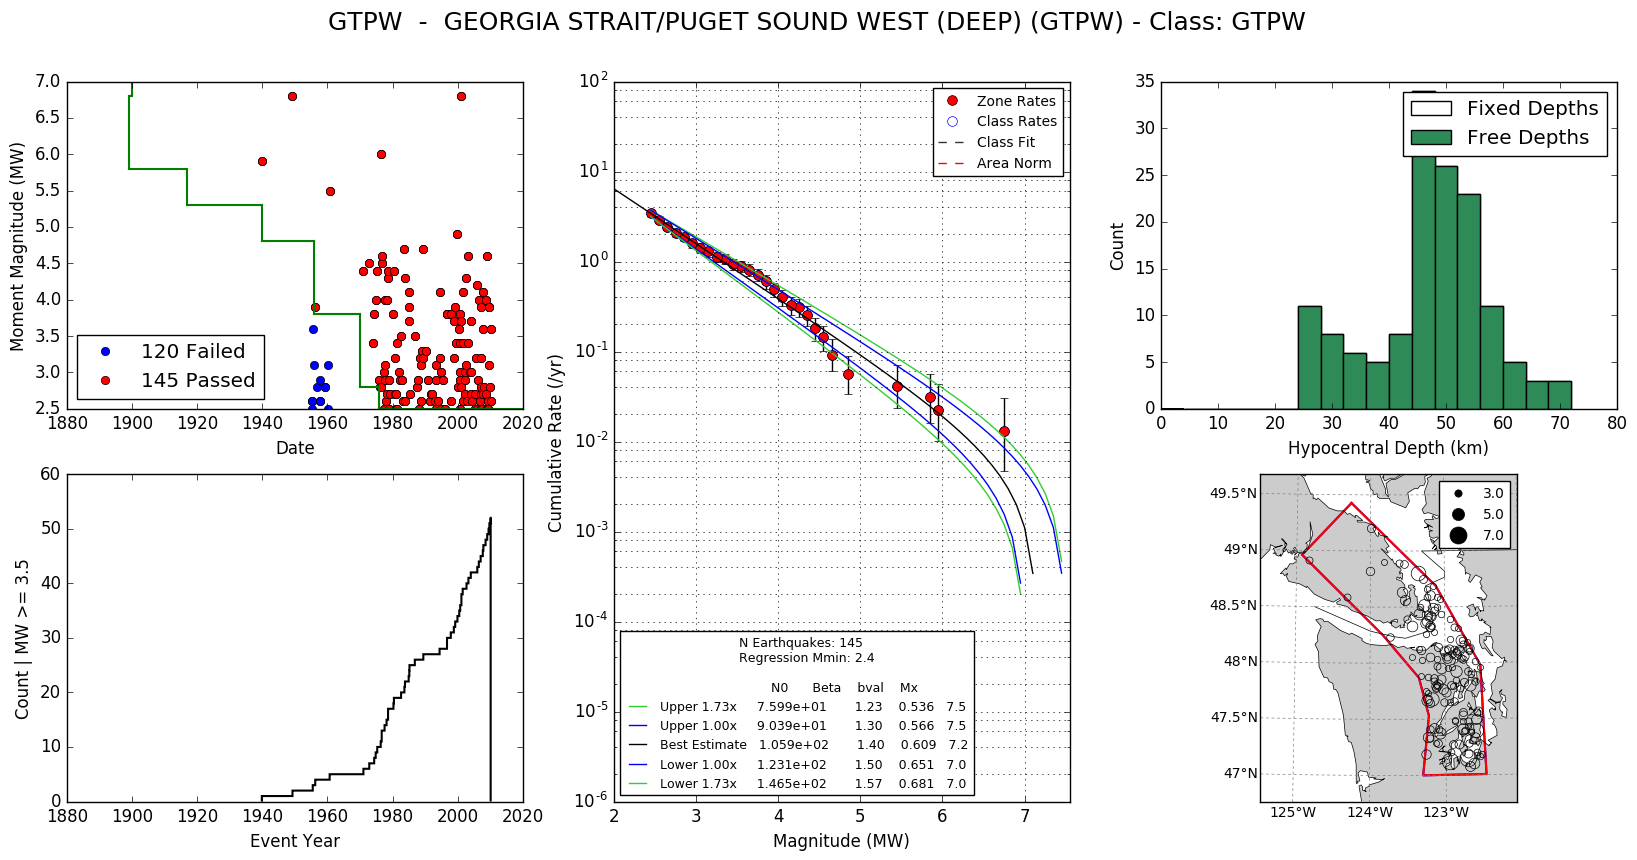 GTPW - GEORGIA STRAIT/PUGET SOUND WEST (DEEP) (GTPW) - Class: GTPW
Moment Magnitude (MW)
7.0
6.5
6.0
5.5
5.0
4.5
4.0
3.5
3.0
2.5
120 Failed
145 Passed
1880 1900 1920 1940 1960 1980 2000 2020
Date
Count | MW >= 3.5
60
50
40
30
20
10
0
1880 1900 1920 1940 1960 1980 2000 2020
Event Year
Cumulative Rate (/yr)
10^2
10^1
10^0
10^-1
10^-2
10^-3
10^-4
10^-5
10^-6
Zone Rates
Class Rates
Class Fit
Area Norm
N Earthquakes: 145
Regression Mmin: 2.4
N0 Beta bval Mx
Upper 1.73x 7.599e+01 1.23 0.536 7.5
Upper 1.00x 9.039e+01 1.30 0.566 7.5
Best Estimate 1.059e+02 1.40 0.609 7.2
Lower 1.00x 1.231e+02 1.50 0.651 7.0
Lower 1.73x 1.465e+02 1.57 0.681 7.0
2 3 4 5 6 7
Magnitude (MW)
Count
35
30
25
20
15
10
5
0
Fixed Depths
Free Depths
0 10 20 30 40 50 60 70 80
Hypocentral Depth (km)
49.5°N
49°N
48.5°N
48°N
47.5°N
47°N
3.0
5.0
7.0
125°W 124°W 123°W